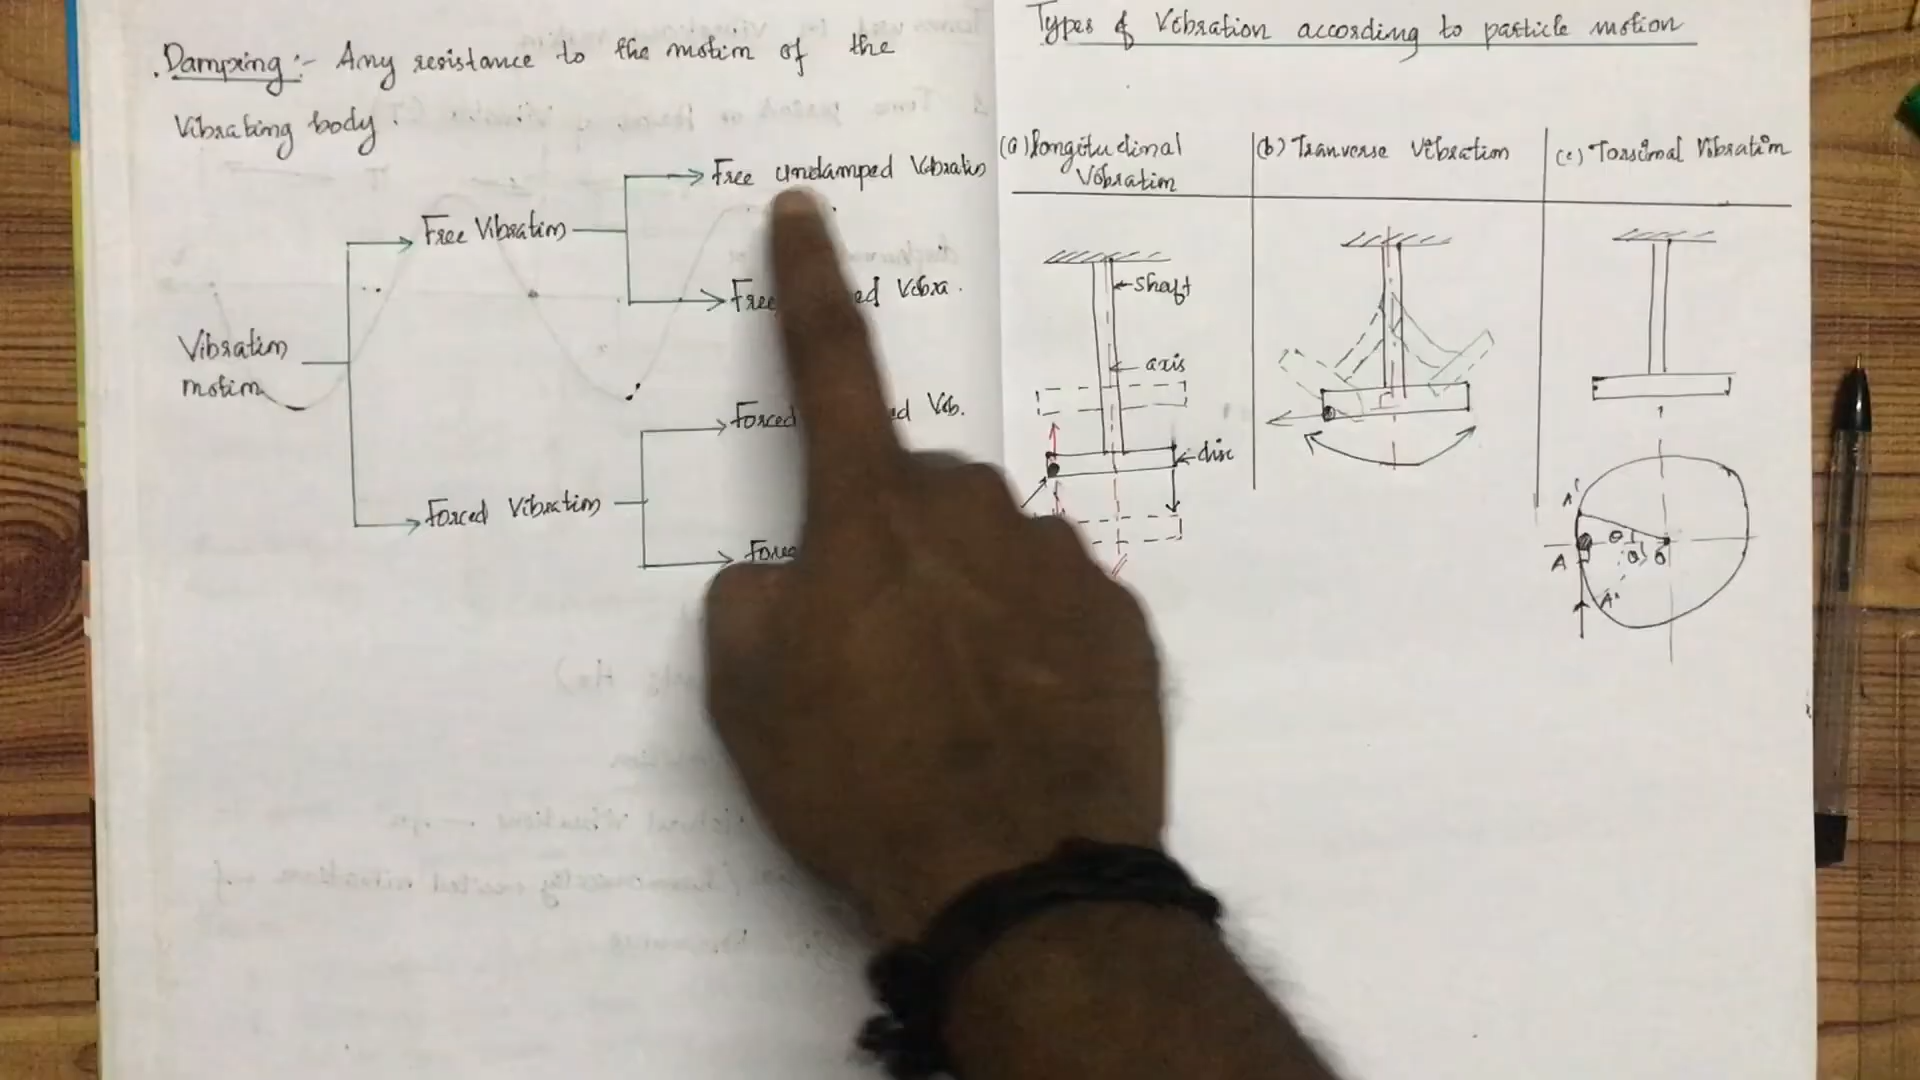 Damping :- Any resistance to the motion of the
Vibrating body.
Free undamped Vibration
Free Vibration
Free Vibra.
Vibration
motion
Forced Vib.
Forced Vibration
Types of Vibration according to particle motion
(a) longitudinal
Vibration
(b) Tranverse Vibration
(c) Torsional Vibration
shaft
axis
disc
A'
A
θ
θ
O
A"